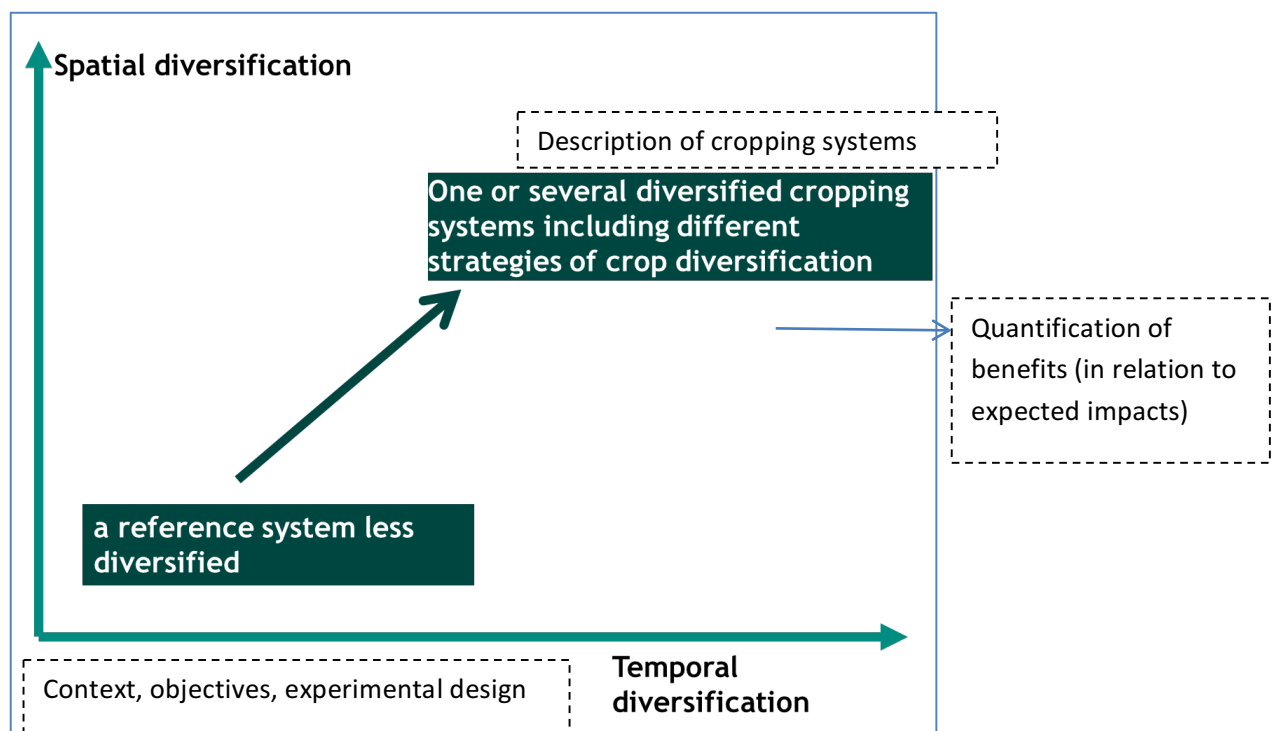 Spatial diversification
Description of cropping systems
One or several diversified cropping
systems including different
strategies of crop diversification
Quantification of
benefits (in relation to
expected impacts)
a reference system less
diversified
Context, objectives, experimental design
Temporal
diversification